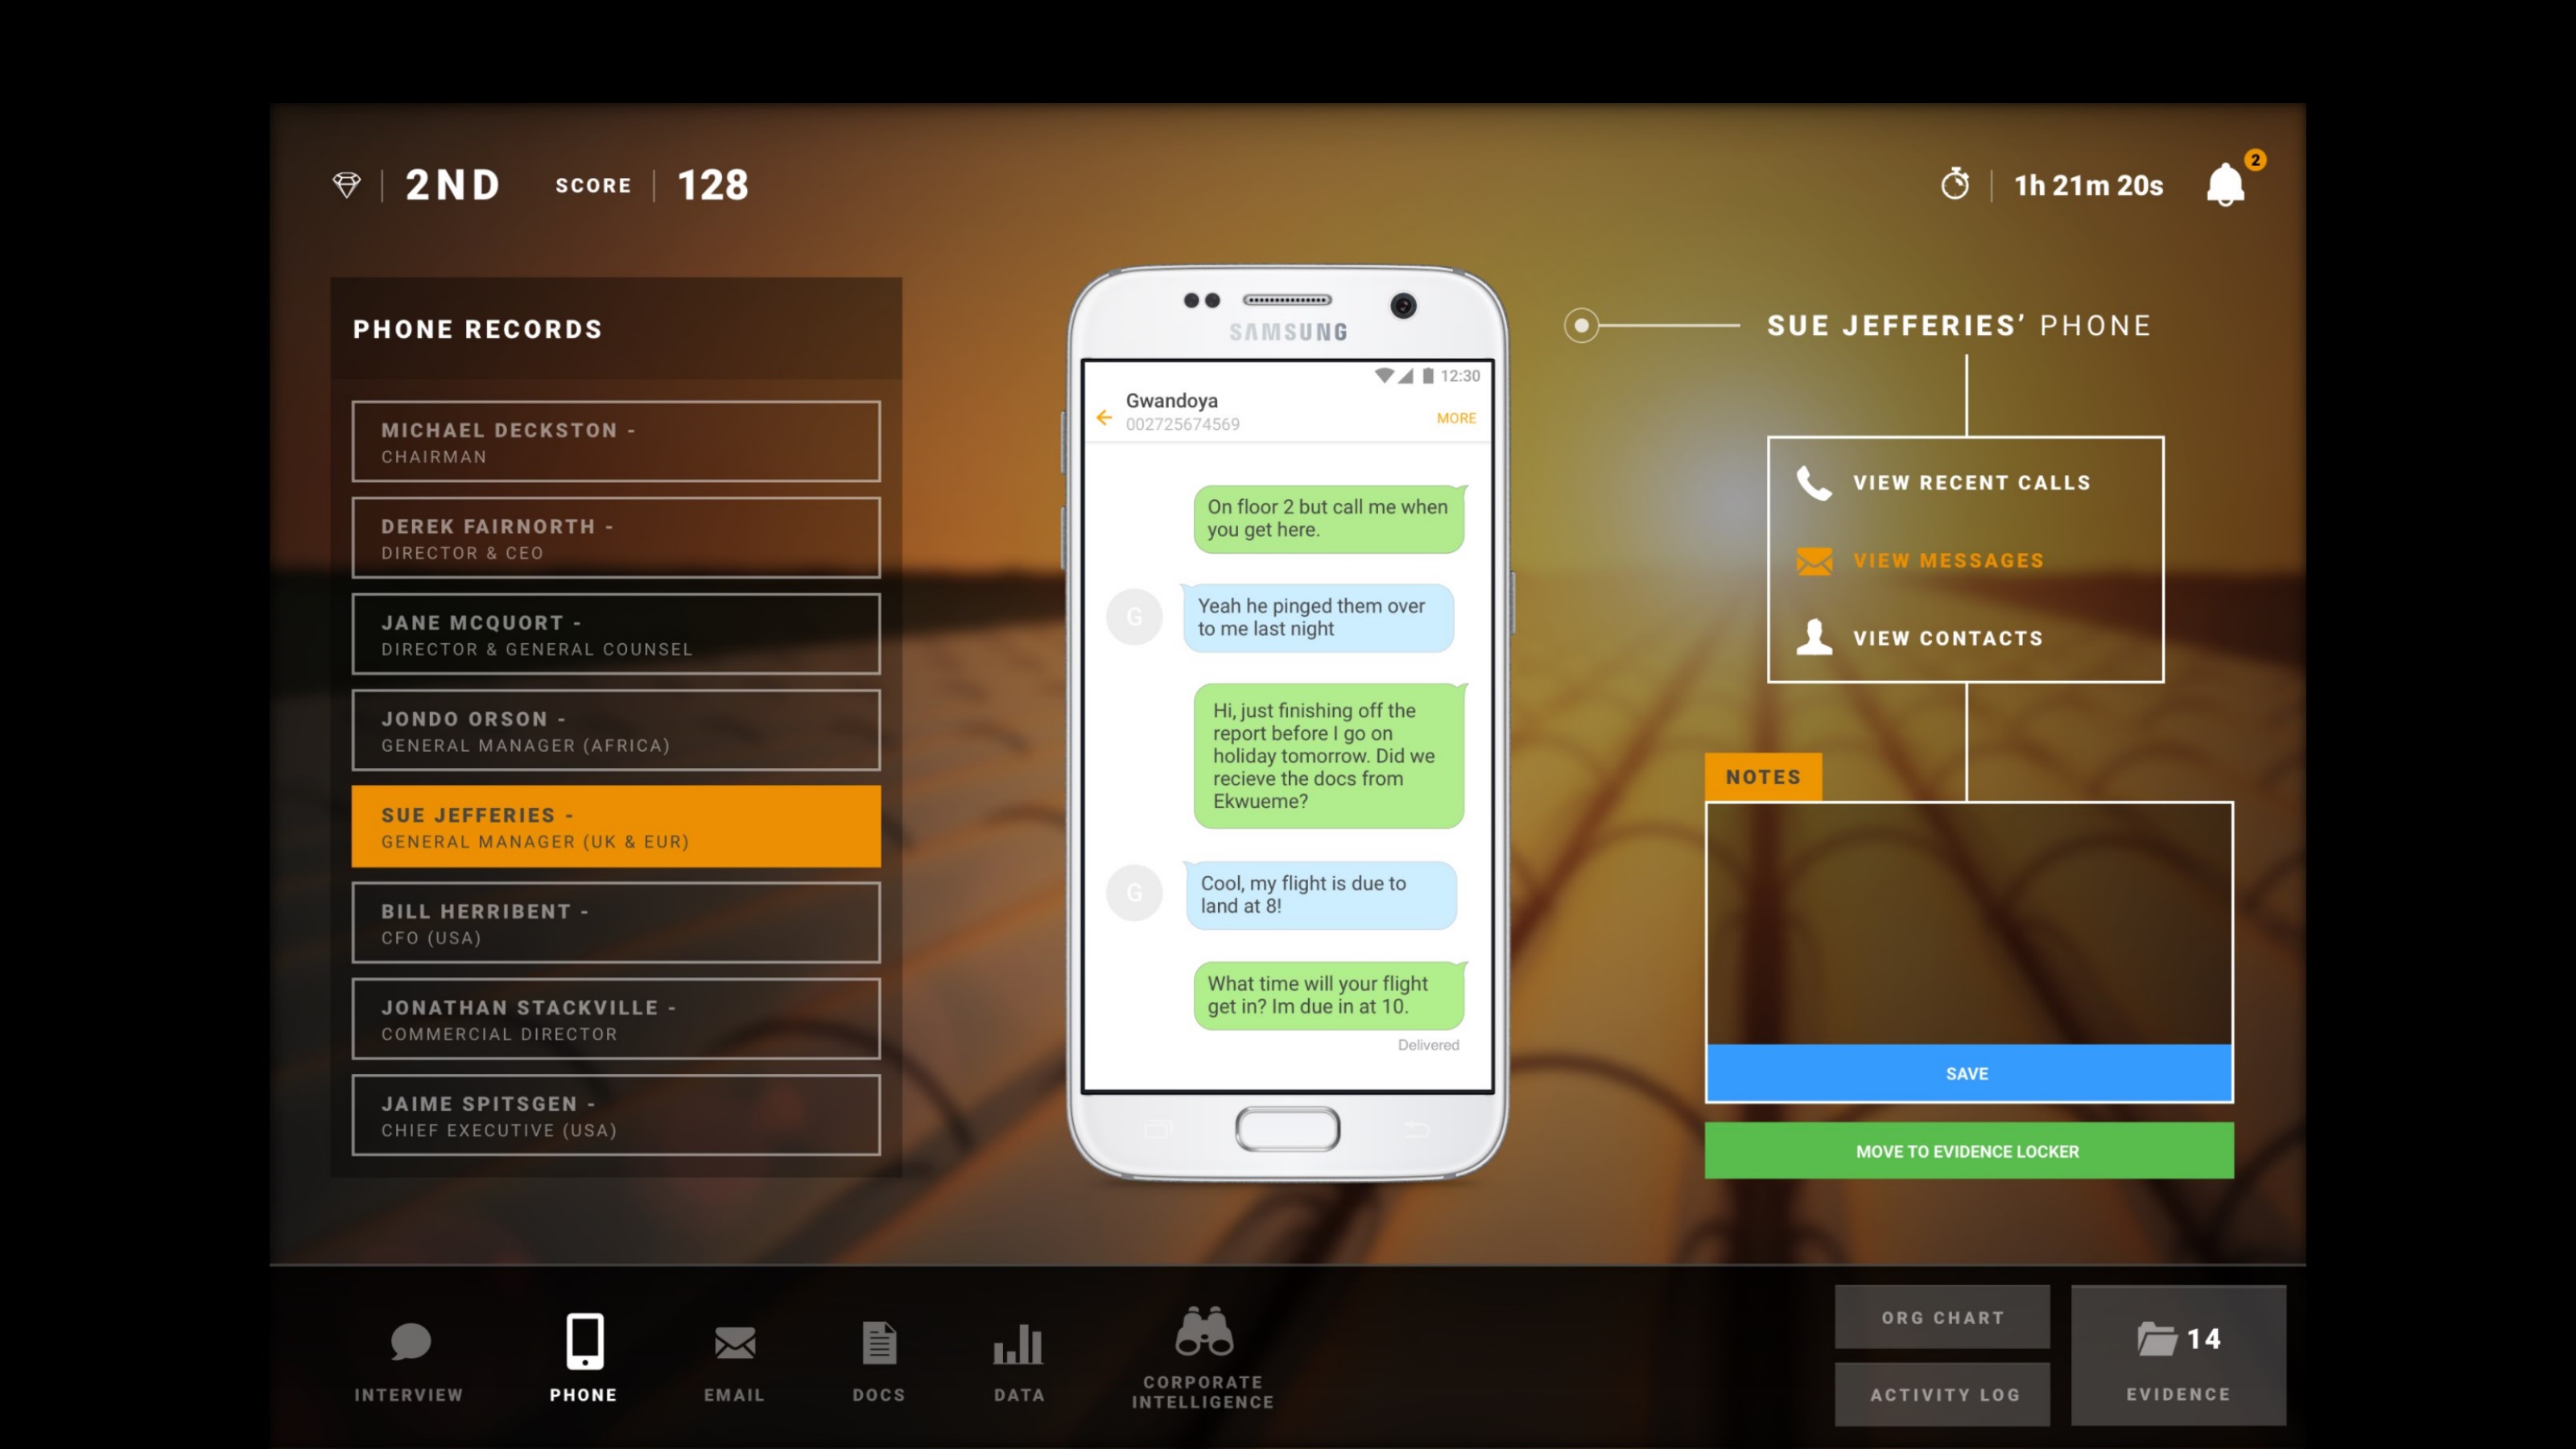 2ND
SCORE
128
1h 21m 20s
2
PHONE RECORDS
MICHAEL DECKSTON -
CHAIRMAN
DEREK FAIRNORTH -
DIRECTOR & CEO
JANE MCQUORT -
DIRECTOR & GENERAL COUNSEL
JONDO ORSON -
GENERAL MANAGER (AFRICA)
SUE JEFFERIES -
GENERAL MANAGER (UK & EUR)
BILL HERRIBENT -
CFO (USA)
JONATHAN STACKVILLE -
COMMERCIAL DIRECTOR
JAIME SPITSGEN -
CHIEF EXECUTIVE (USA)
SAMSUNG
12:30
Gwandoya
002725674569
MORE
On floor 2 but call me when
you get here.
G
Yeah he pinged them over
to me last night
Hi, just finishing off the
report before I go on
holiday tomorrow. Did we
recieve the docs from
Ekwueme?
G
Cool, my flight is due to
land at 8!
What time will your flight
get in? Im due in at 10.
Delivered
SUE JEFFERIES’ PHONE
VIEW RECENT CALLS
VIEW MESSAGES
VIEW CONTACTS
NOTES
SAVE
MOVE TO EVIDENCE LOCKER
INTERVIEW
PHONE
EMAIL
DOCS
DATA
CORPORATE
INTELLIGENCE
ORG CHART
ACTIVITY LOG
14
EVIDENCE